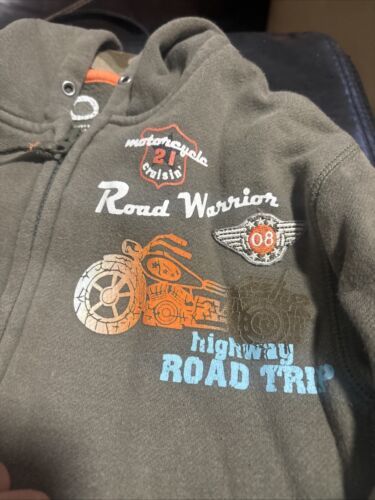 motorcycle
21
cruisin'
Road Warrior
08
highway
ROAD TRIP